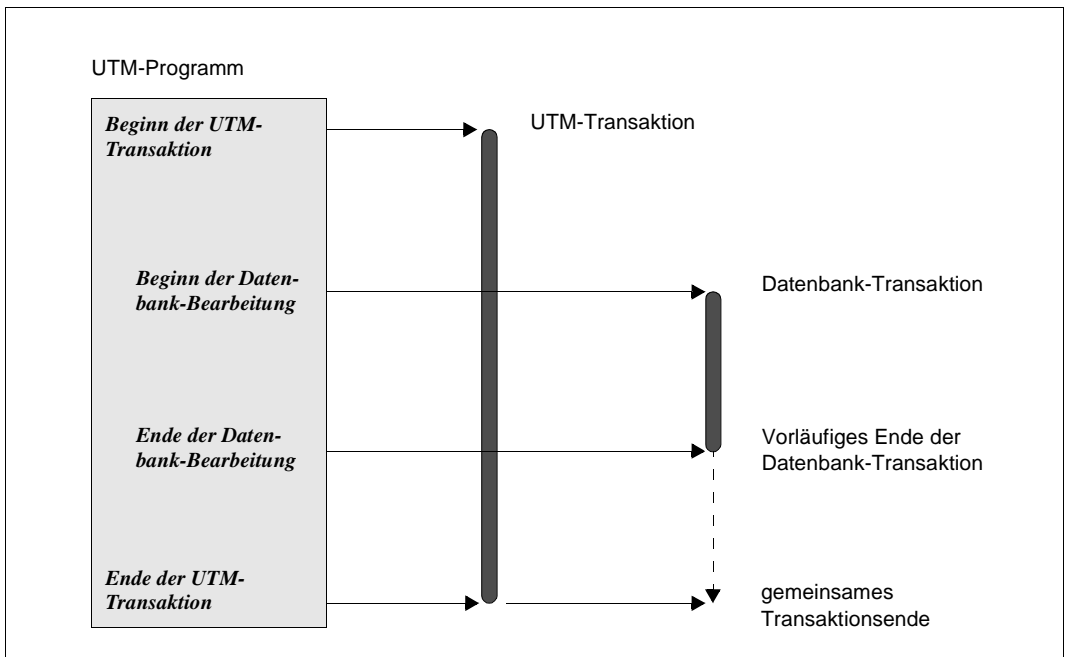 UTM-Programm
Beginn der UTM-
Transaktion
UTM-Transaktion
Beginn der Daten-
bank-Bearbeitung
Datenbank-Transaktion
Ende der Daten-
bank-Bearbeitung
Vorläufiges Ende der
Datenbank-Transaktion
Ende der UTM-
Transaktion
gemeinsames
Transaktionsende